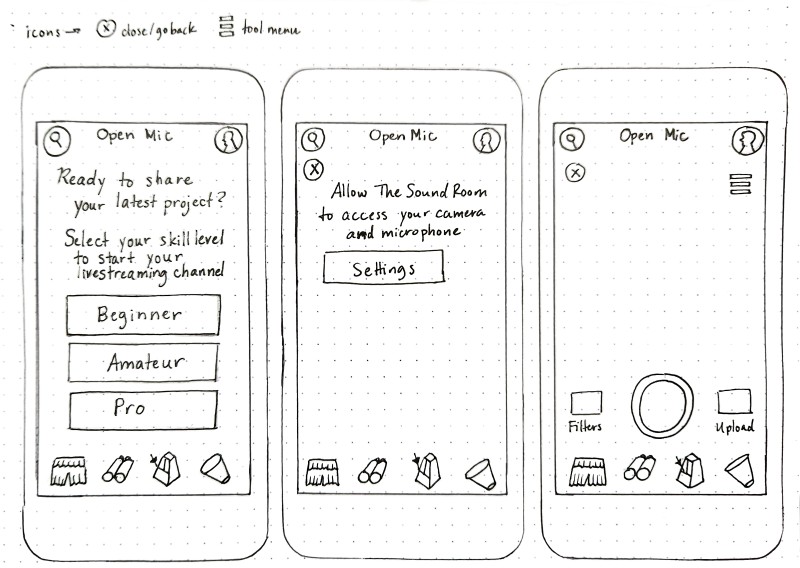 icons → ⓧ close/go back tool menu
Open Mic
Ready to share
your latest project?
Select your skill level
to start your
livestreaming channel
Beginner
Amateur
Pro
Open Mic
X
Allow The Sound Room
to access your camera
and microphone
Settings
Open Mic
X
Filters
Upload